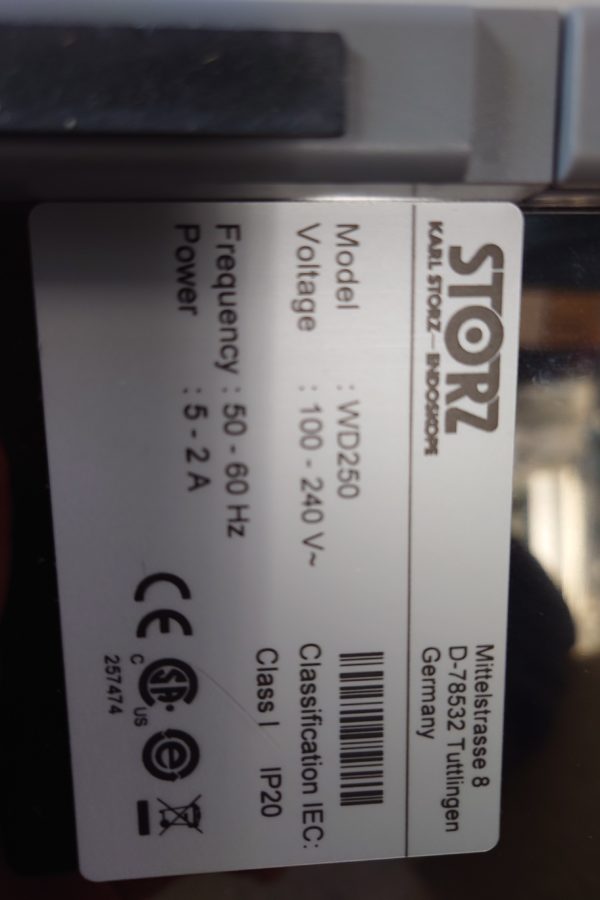 STORZ
KARL STORZ — ENDOSKOPE
Mittelstrasse 8
D-78532 Tuttlingen
Germany
Model : WD250
Voltage : 100 - 240 V~
Frequency : 50 - 60 Hz
Power : 5 - 2 A
Classification IEC:
Class I IP20
CE
SA
C US
e
257474